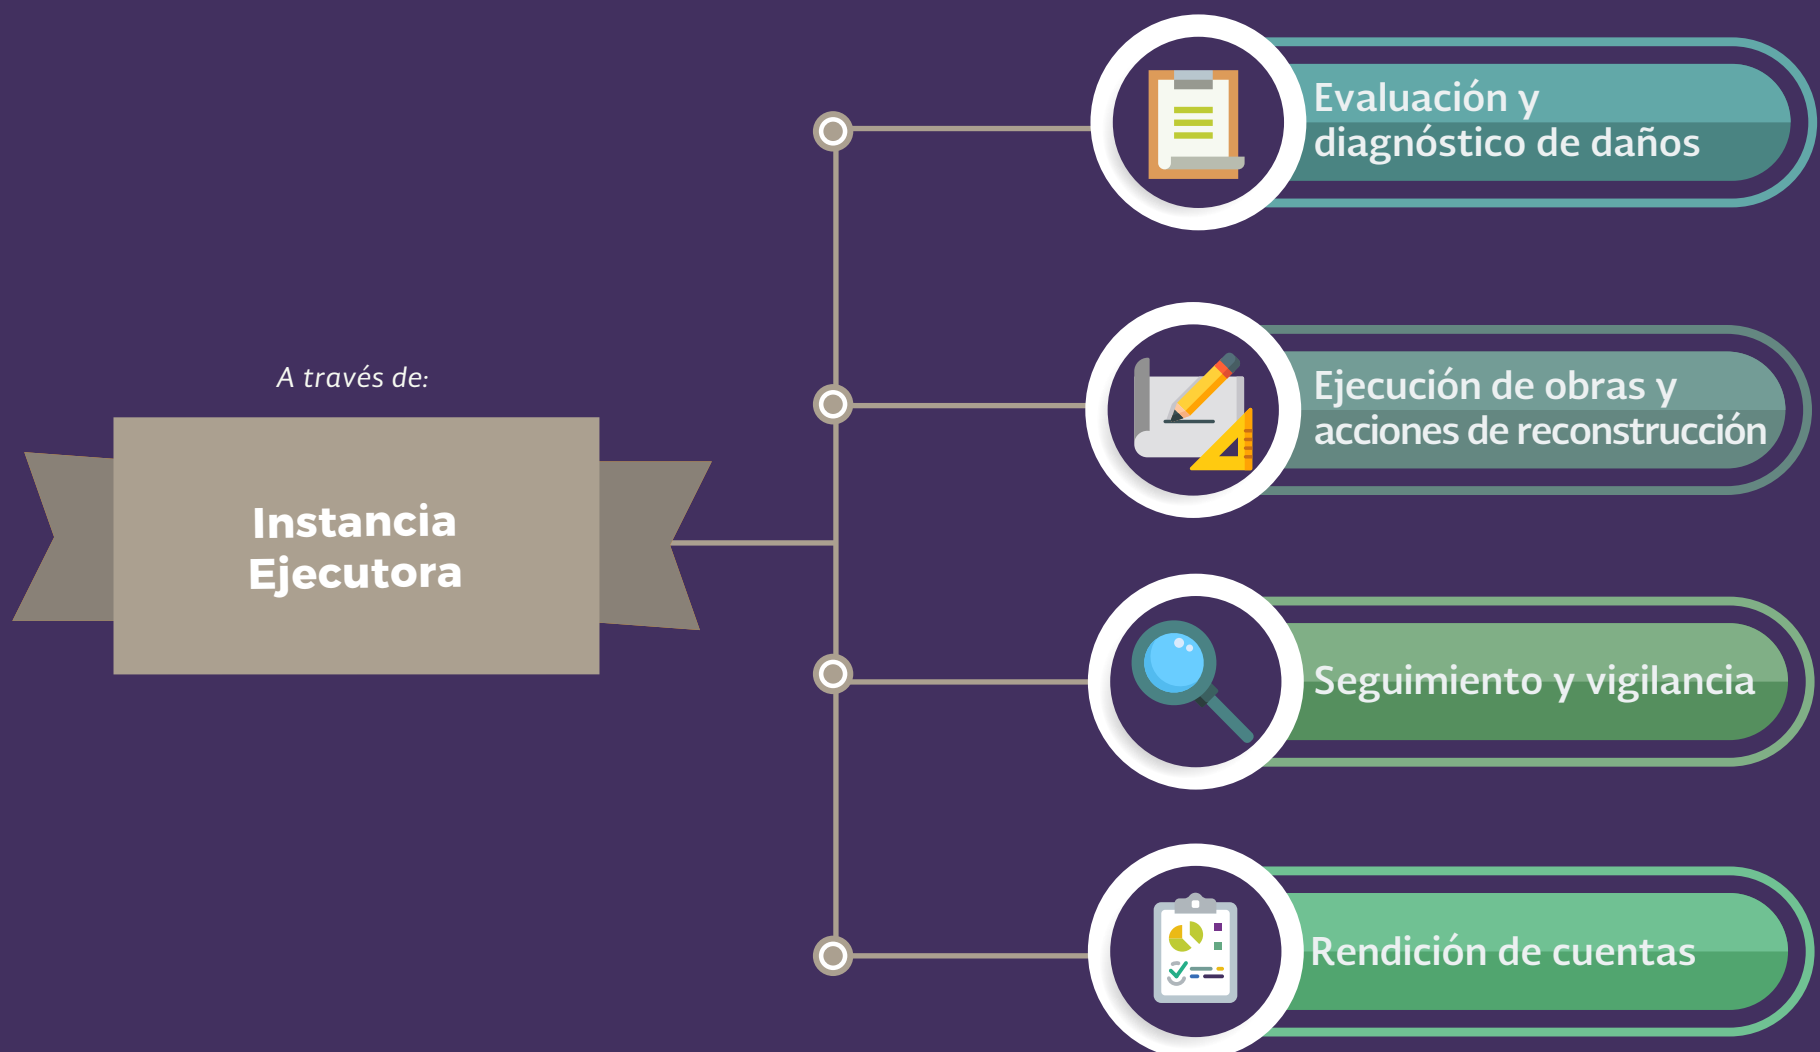 A través de:
Instancia
Ejecutora
Evaluación y
diagnóstico de daños
Ejecución de obras y
acciones de reconstrucción
Seguimiento y vigilancia
Rendición de cuentas